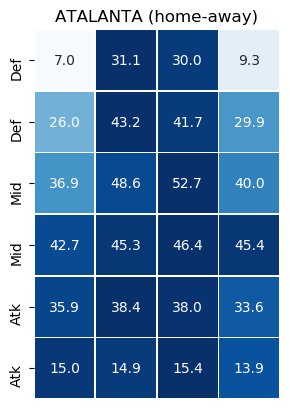 ATALANTA (home-away)
Def 7.0 31.1 30.0 9.3
Def 26.0 43.2 41.7 29.9
Mid 36.9 48.6 52.7 40.0
Mid 42.7 45.3 46.4 45.4
Atk 35.9 38.4 38.0 33.6
Atk 15.0 14.9 15.4 13.9